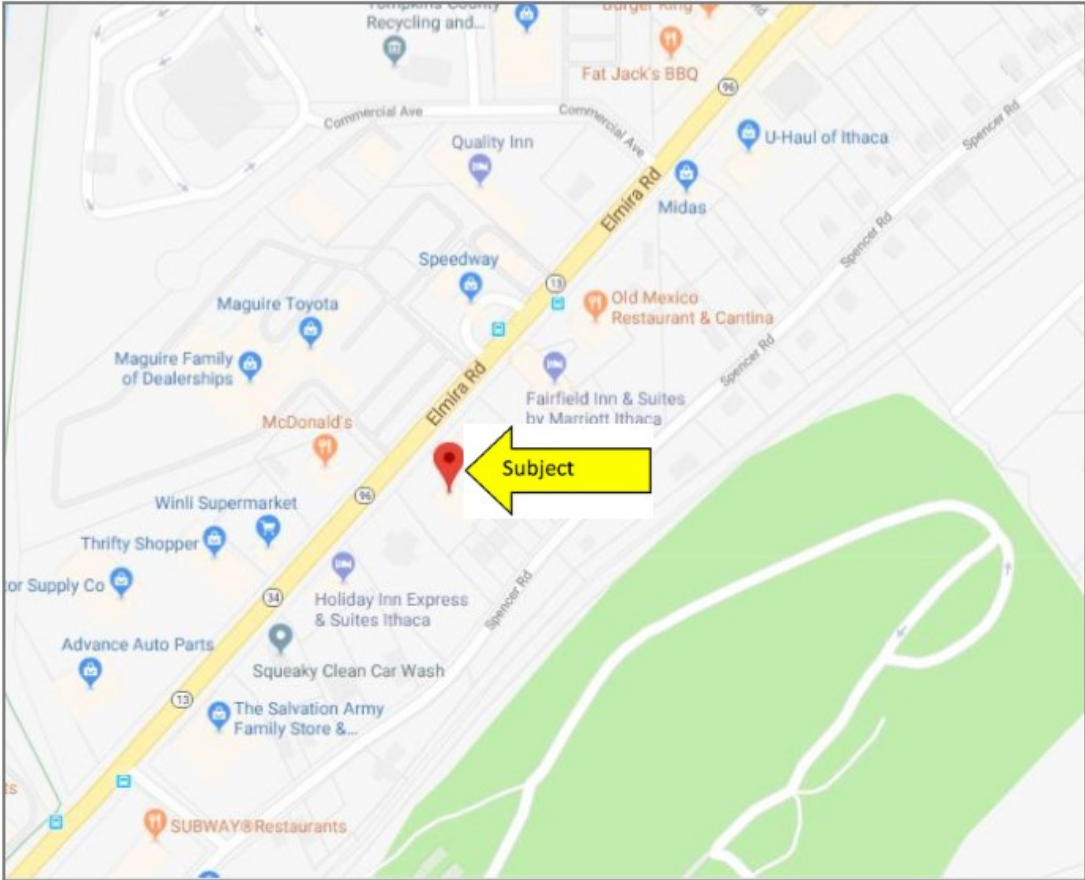 Tompkins County
Recycling and...
Burger King
Fat Jack's BBQ
96
Commercial Ave
Commercial Ave
Quality Inn
U-Haul of Ithaca
Spencer Rd
Midas
Elmira Rd
Spencer Rd
Speedway
13
Old Mexico
Restaurant & Cantina
Maguire Toyota
Maguire Family
of Dealerships
Spencer Rd
Elmira Rd
Fairfield Inn & Suites
by Marriott Ithaca
McDonald's
Subject
96
Winli Supermarket
Thrifty Shopper
or Supply Co
34
Holiday Inn Express
& Suites Ithaca
Spencer Rd
Advance Auto Parts
Squeaky Clean Car Wash
13
The Salvation Army
Family Store &...
ts
SUBWAY®Restaurants